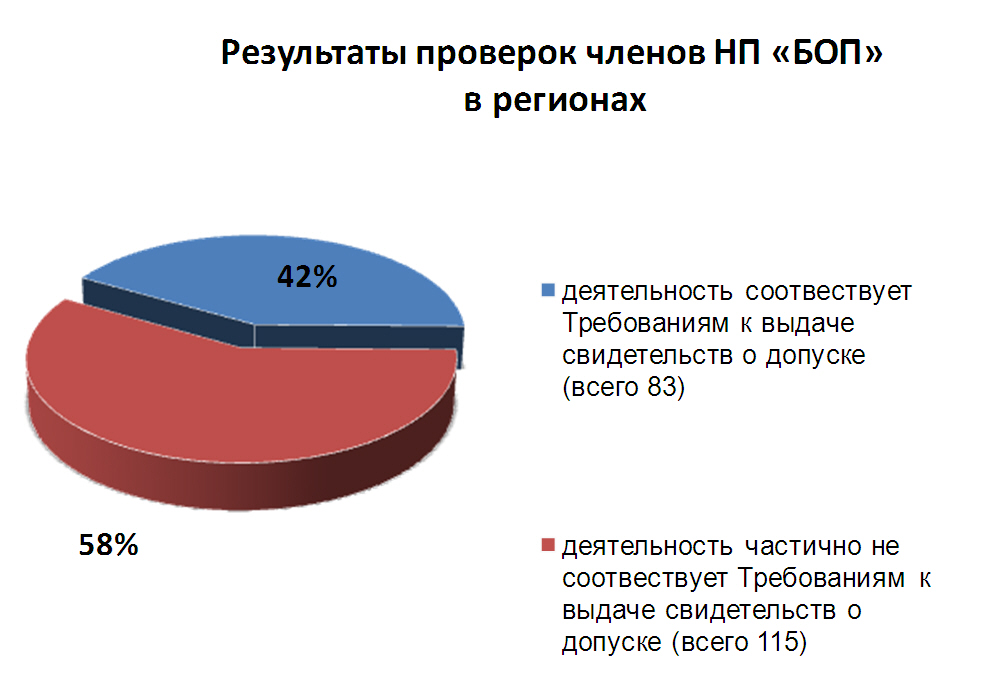 Результаты проверок членов НП «БОП»
в регионах
42%
деятельность соотвествует
Требованиям к выдаче
свидетельств о допуске
(всего 83)
58%
деятельность частично не
соотвествует Требованиям к
выдаче свидетельств о
допуске (всего 115)